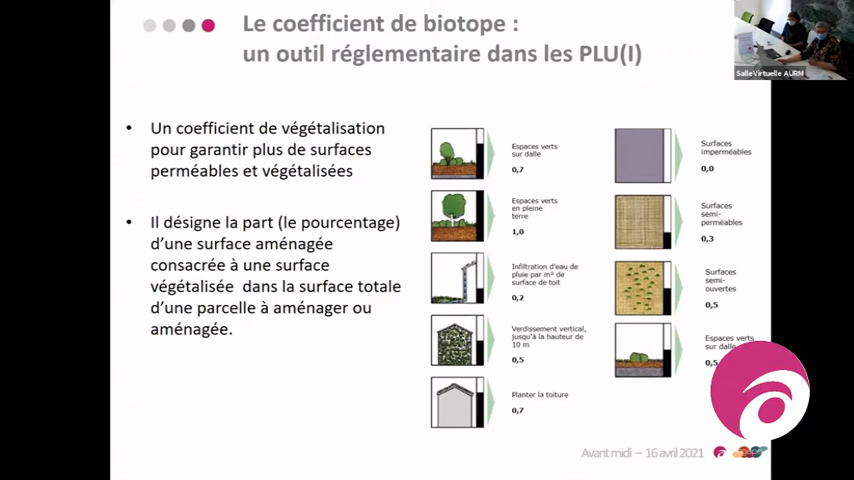 Le coefficient de biotope :
un outil réglementaire dans les PLU(I)
SalleVirtuelle AURM
• Un coefficient de végétalisation
pour garantir plus de surfaces
perméables et végétalisées
• Il désigne la part (le pourcentage)
d'une surface aménagée
consacrée à une surface
végétalisée dans la surface totale
d'une parcelle à aménager ou
aménagée.
Espaces verts
sur dalle
0,7
Espaces verts
en pleine
terre
1,0
Infiltration d'eau de
pluie par m² de
surface de toit
0,2
Verdissement vertical,
jusqu'à la hauteur de
10 m
0,5
Planter la toiture
0,7
Surfaces
imperméables
0,0
Surfaces
semi-
perméables
0,3
Surfaces
semi-
ouvertes
0,5
Espaces verts
sur dalle
0,5
Avant midi – 16 avril 2021